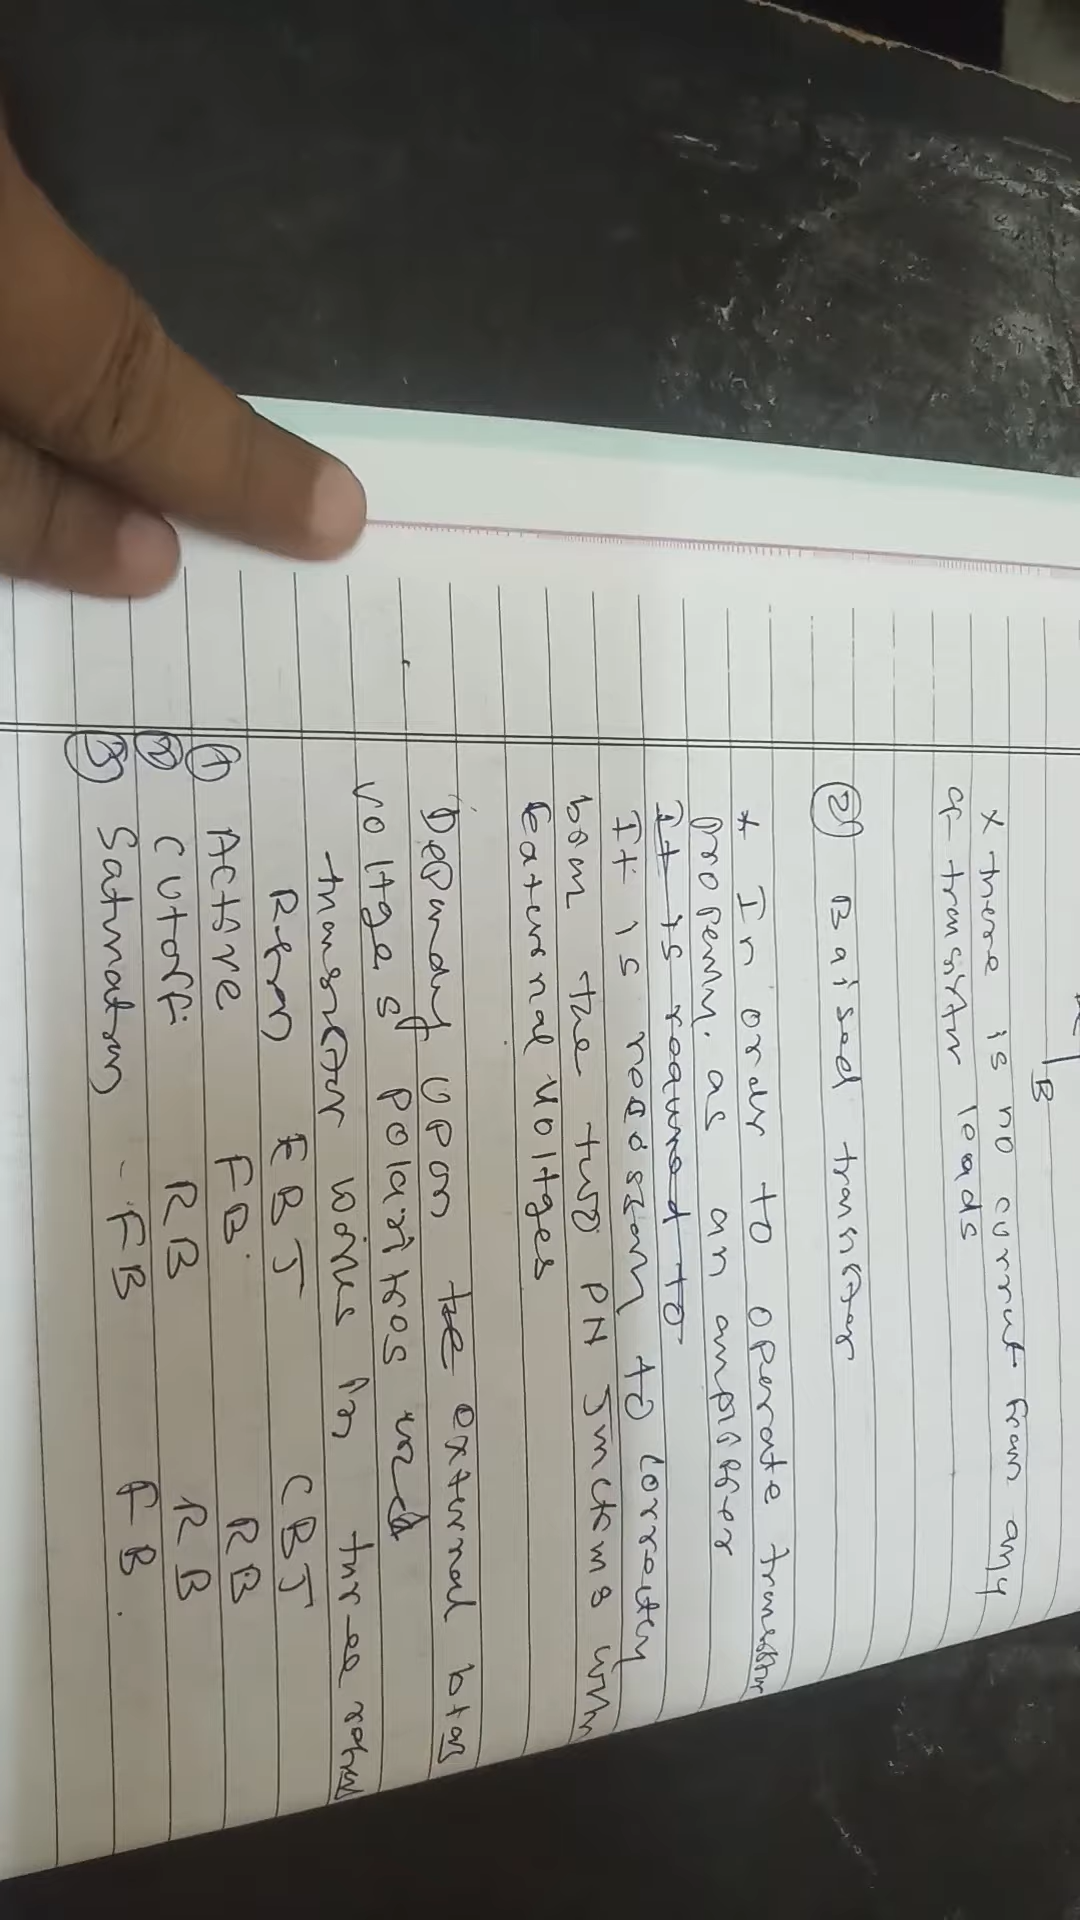 B
* there is no current from any
of transistor leads
2) Baised transistor
* In order to operate transistor
properly. as an amplifier
It is required to
It is necessary to correctly
bias the two PN Junctions with
External voltges
Depending upon the external bias
voltge s polarities used
transistor works in three region
Region EBJ CBJ
1) Active FB. RB
2) Cutoff RB RB
3) Saturation - FB FB.